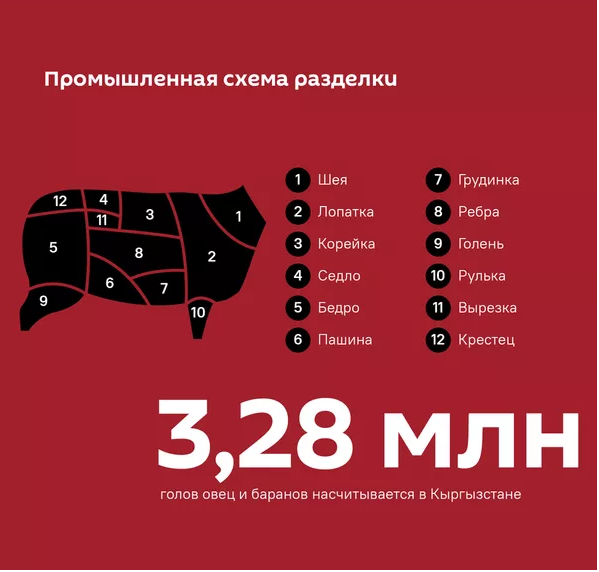 Промышленная схема разделки
12
4
11
3
1
5
8
2
6
7
9
10
1 Шея
2 Лопатка
3 Корейка
4 Седло
5 Бедро
6 Пашина
7 Грудинка
8 Ребра
9 Голень
10 Рулька
11 Вырезка
12 Крестец
3,28 млн
голов овец и баранов насчитывается в Кыргызстане